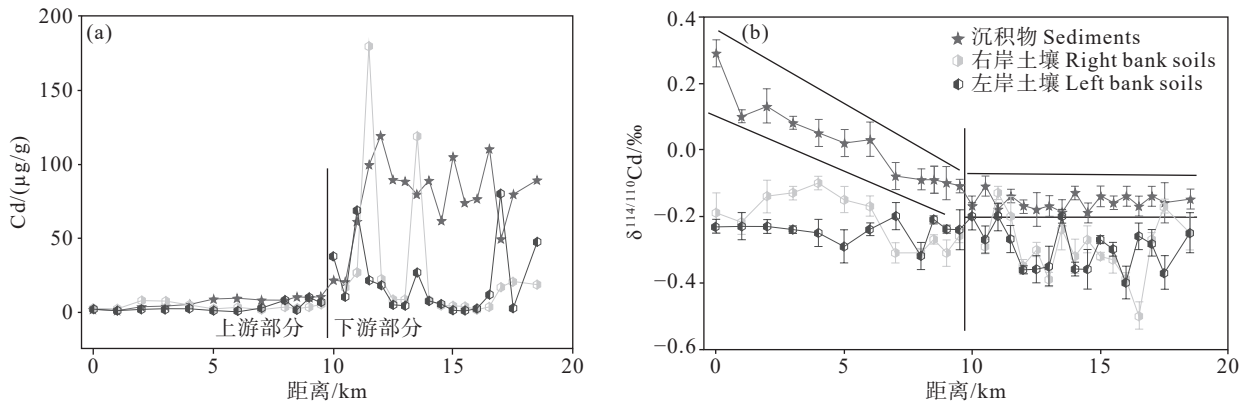 (a)
Cd/(μg/g)
200
150
100
50
0
上游部分
下游部分
0
5
10
15
20
距离/km
(b)
δ114/110Cd/‰
0.4
0.2
0.0
−0.2
−0.4
−0.6
沉积物 Sediments
右岸土壤 Right bank soils
左岸土壤 Left bank soils
0
5
10
15
20
距离/km